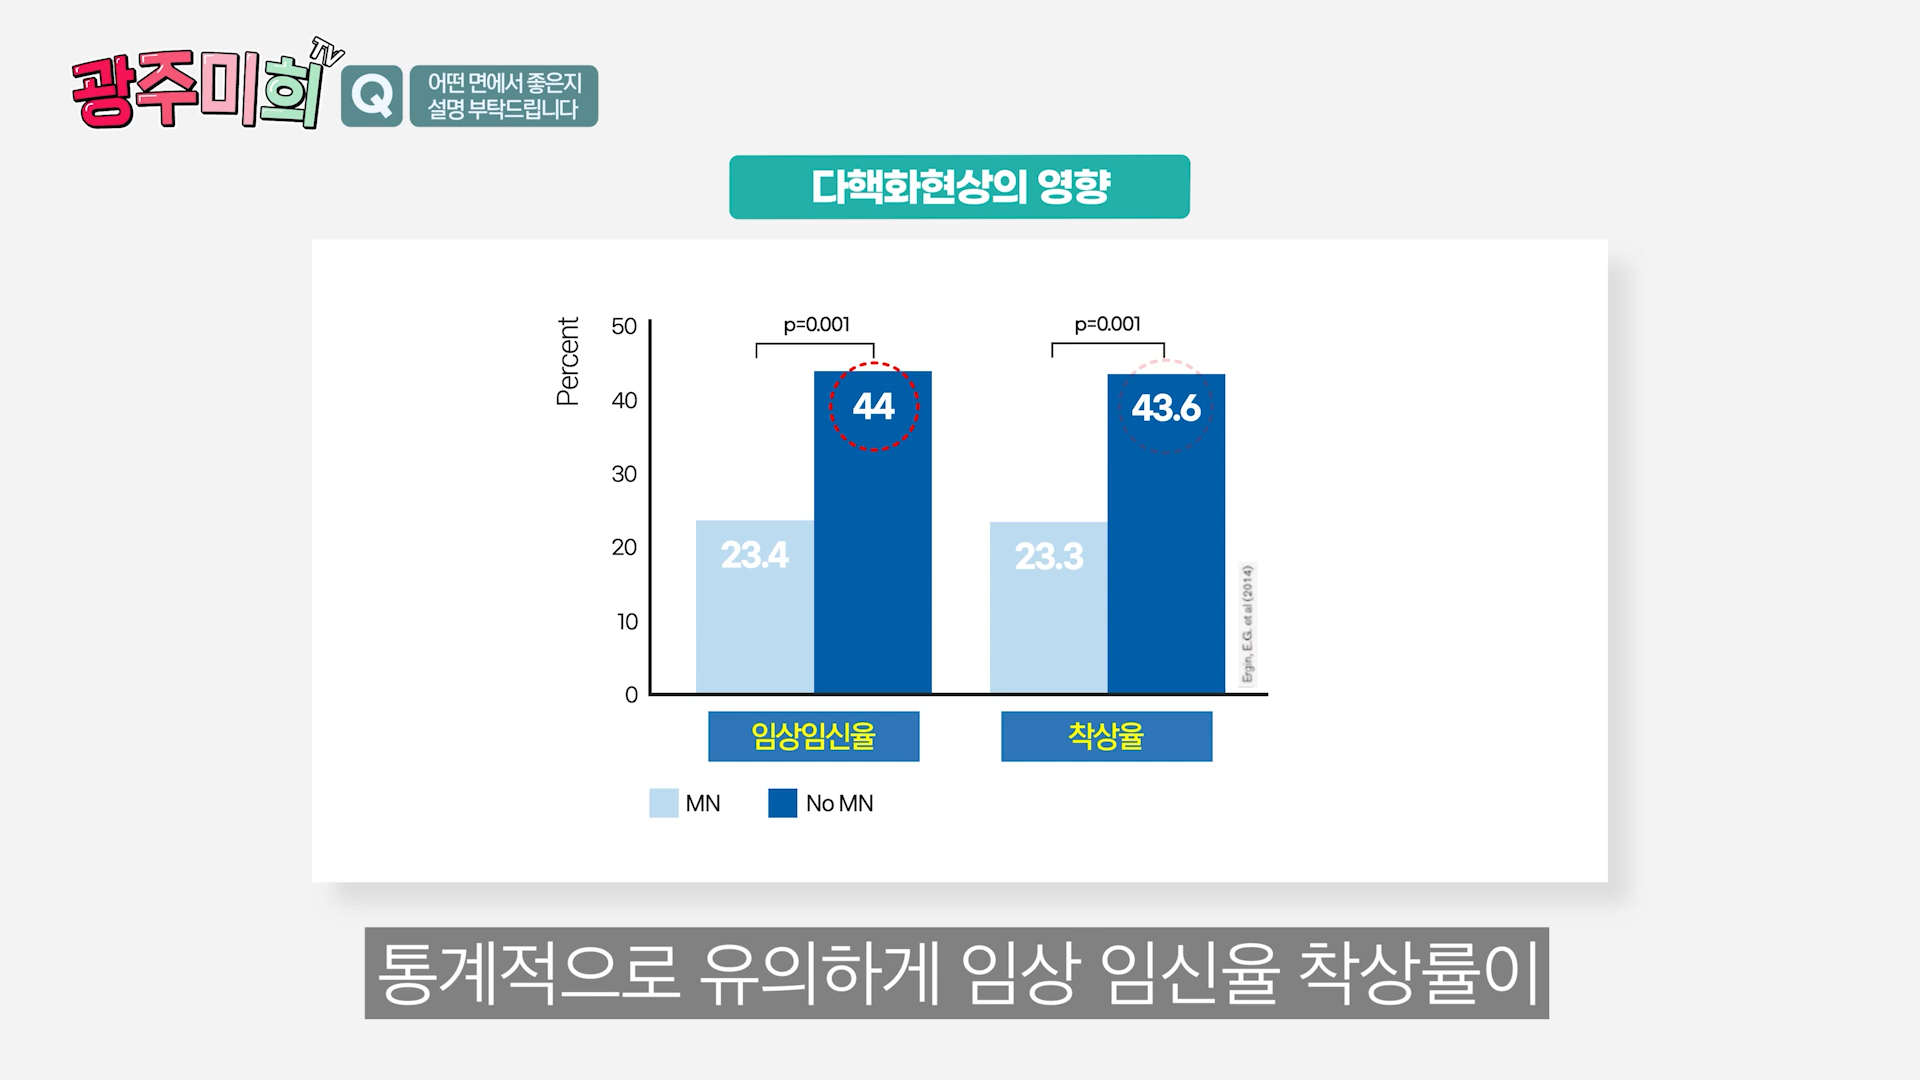 광주미희TV
Q
어떤 면에서 좋은지
설명 부탁드립니다
다핵화현상의 영향
Percent
50
40
30
20
10
0
p=0.001
p=0.001
44
43.6
23.4
23.3
Ergin, E.G. et al (2014)
임상임신율
착상율
MN
No MN
통계적으로 유의하게 임상 임신율 착상률이